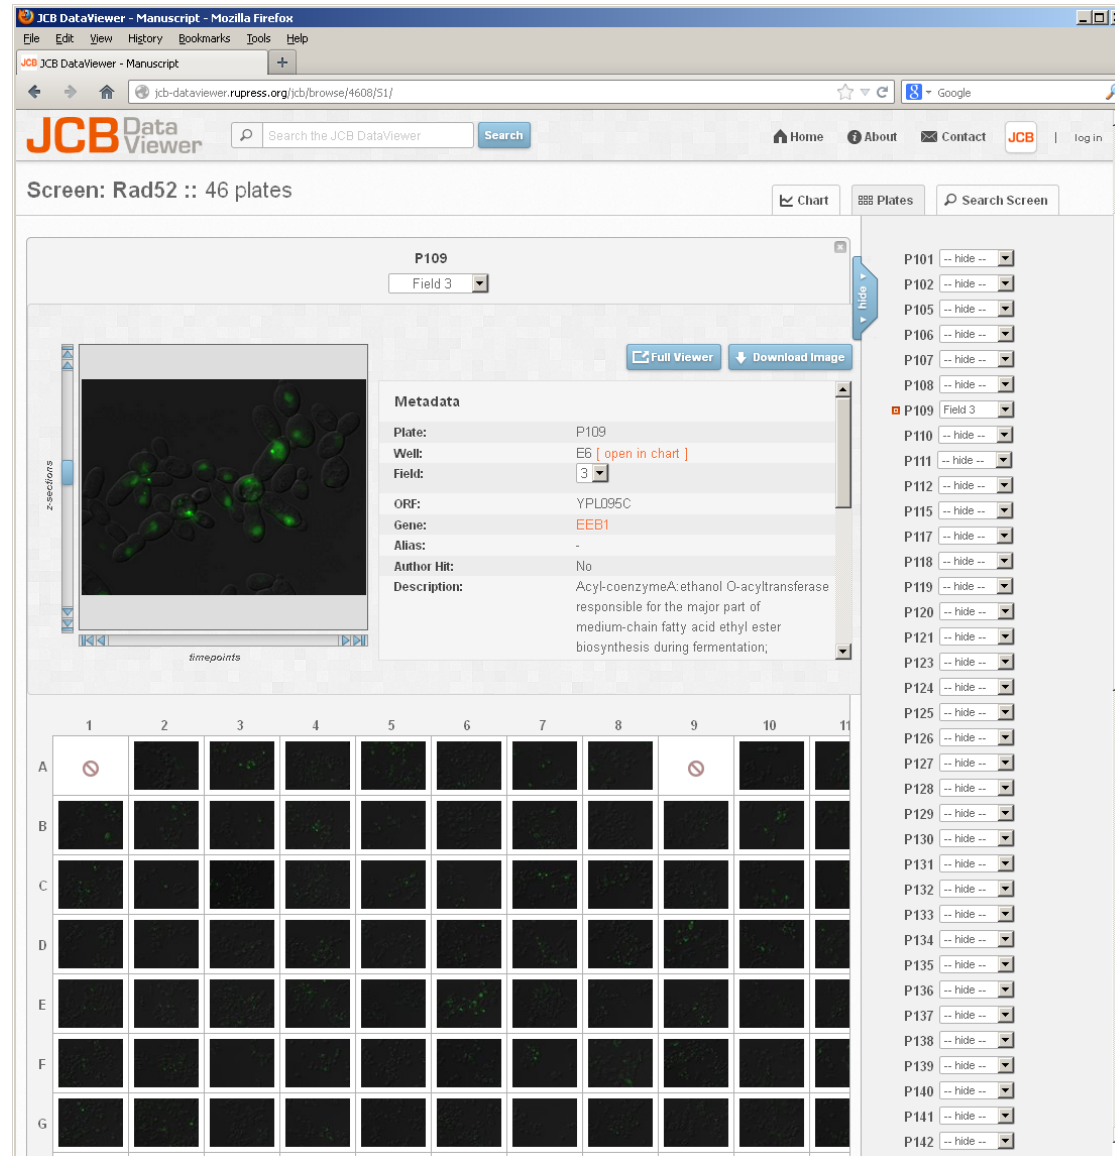 JCB DataViewer - Manuscript - Mozilla Firefox
File Edit View History Bookmarks Tools Help
JCB JCB DataViewer - Manuscript +
jcb-dataviewer.rupress.org/jcb/browse/4608/51/ 8 Google
JCB Data Viewer Search the JCB DataViewer Search Home About Contact JCB | log in
Screen: Rad52 :: 46 plates Chart Plates Search Screen
P109
Field 3
hide
Full Viewer Download Image
Metadata
Plate: P109
Well: E6 [ open in chart ]
Field: 3
ORF: YPL095C
Gene: EEB1
Alias: -
Author Hit: No
Description: Acyl-coenzymeA:ethanol O-acyltransferase
responsible for the major part of
medium-chain fatty acid ethyl ester
biosynthesis during fermentation;
z-sections
timepoints
1 2 3 4 5 6 7 8 9 10 11
A
B
C
D
E
F
G
P101 -- hide --
P102 -- hide --
P105 -- hide --
P106 -- hide --
P107 -- hide --
P108 -- hide --
P109 Field 3
P110 -- hide --
P111 -- hide --
P112 -- hide --
P115 -- hide --
P117 -- hide --
P118 -- hide --
P119 -- hide --
P120 -- hide --
P121 -- hide --
P123 -- hide --
P124 -- hide --
P125 -- hide --
P126 -- hide --
P127 -- hide --
P128 -- hide --
P129 -- hide --
P130 -- hide --
P131 -- hide --
P132 -- hide --
P133 -- hide --
P134 -- hide --
P135 -- hide --
P136 -- hide --
P137 -- hide --
P138 -- hide --
P139 -- hide --
P140 -- hide --
P141 -- hide --
P142 -- hide --